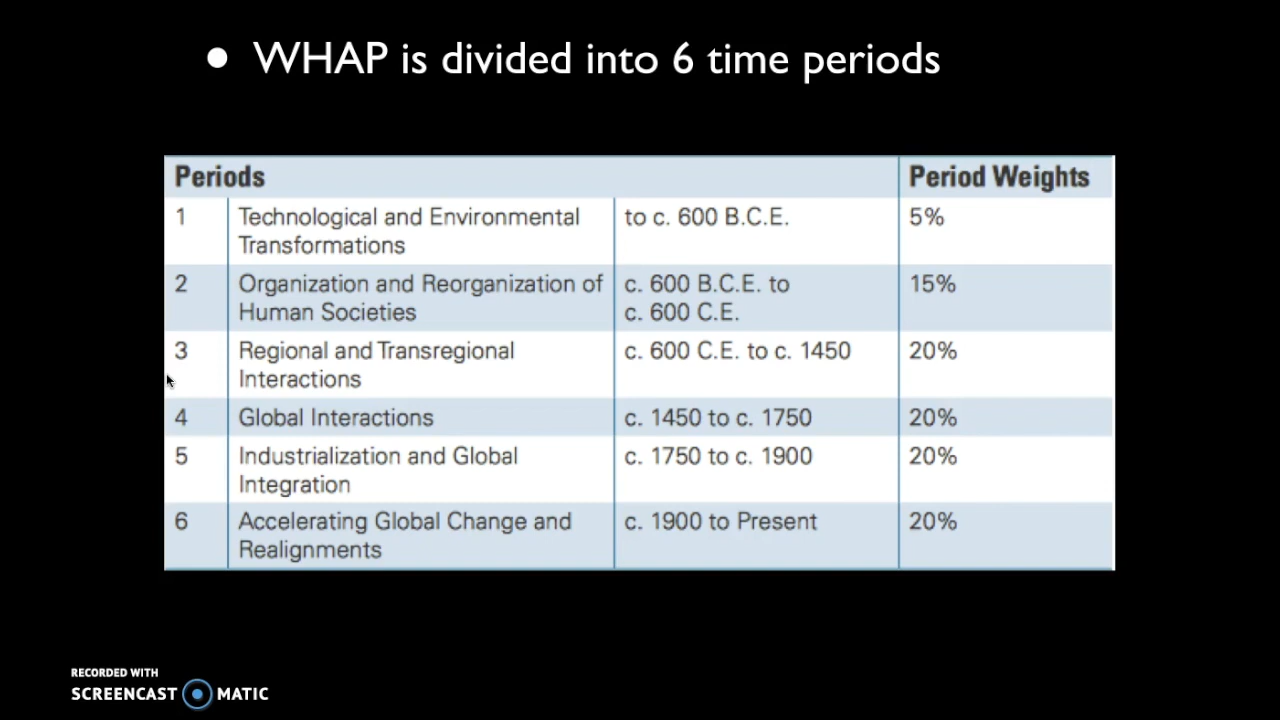 • WHAP is divided into 6 time periods
Periods Period Weights
1 Technological and Environmental to c. 600 B.C.E. 5%
Transformations
2 Organization and Reorganization of c. 600 B.C.E. to 15%
Human Societies c. 600 C.E.
3 Regional and Transregional c. 600 C.E. to c. 1450 20%
Interactions
4 Global Interactions c. 1450 to c. 1750 20%
5 Industrialization and Global c. 1750 to c. 1900 20%
Integration
6 Accelerating Global Change and c. 1900 to Present 20%
Realignments
RECORDED WITH
SCREENCAST MATIC